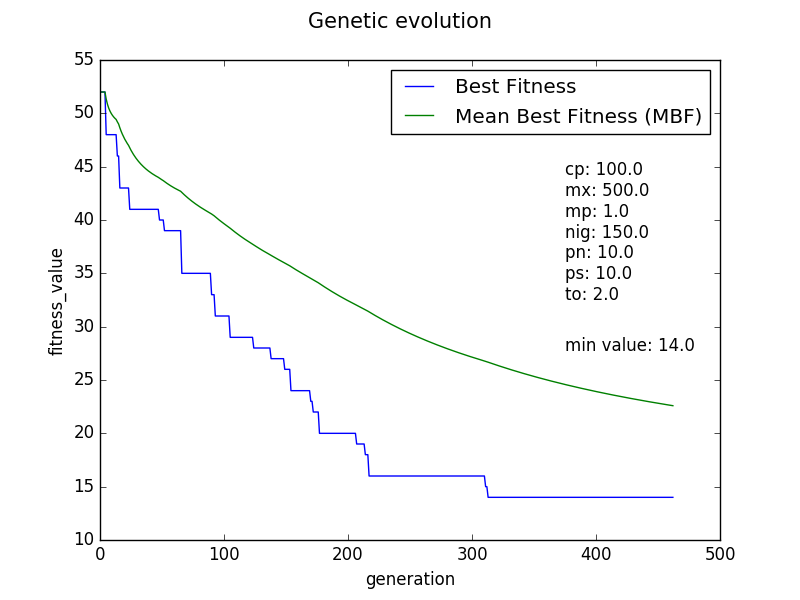 Genetic evolution
55
50
45
40
35
30
25
20
15
10
fitness_value
Best Fitness
Mean Best Fitness (MBF)
cp: 100.0
mx: 500.0
mp: 1.0
nig: 150.0
pn: 10.0
ps: 10.0
to: 2.0
min value: 14.0
0 100 200 300 400 500
generation